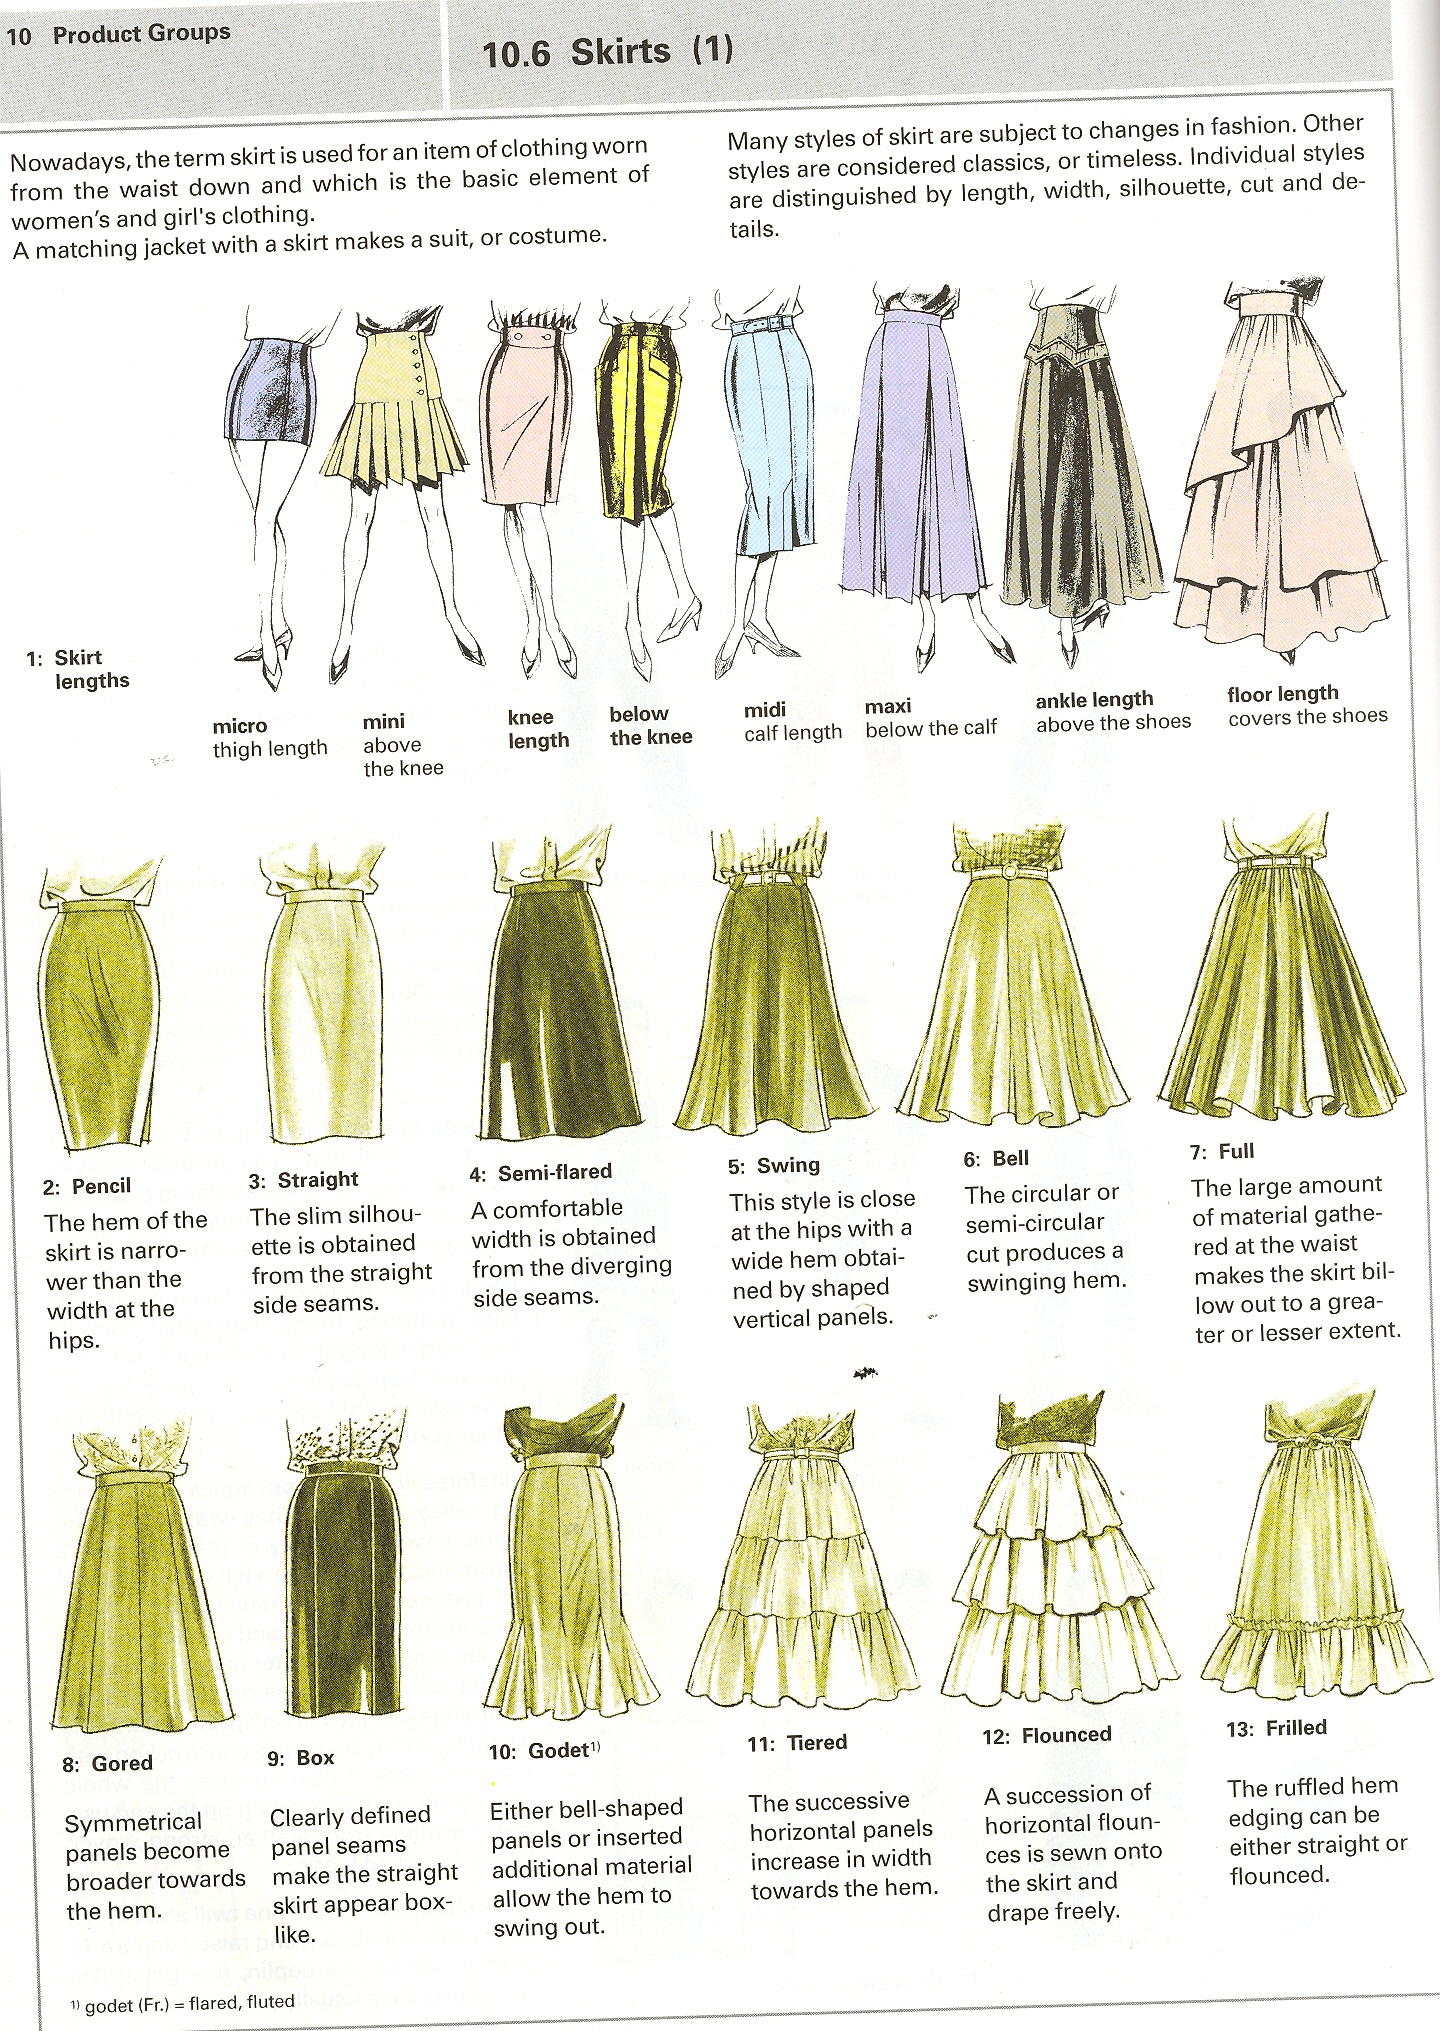 10 Product Groups
10.6 Skirts (1)
Nowadays, the term skirt is used for an item of clothing worn
from the waist down and which is the basic element of
women's and girl's clothing.
A matching jacket with a skirt makes a suit, or costume.
Many styles of skirt are subject to changes in fashion. Other
styles are considered classics, or timeless. Individual styles
are distinguished by length, width, silhouette, cut and de-
tails.
1: Skirt
lengths
micro
thigh length
mini
above
the knee
knee
length
below
the knee
midi
calf length
maxi
below the calf
ankle length
above the shoes
floor length
covers the shoes
2: Pencil
The hem of the
skirt is narro-
wer than the
width at the
hips.
3: Straight
The slim silhou-
ette is obtained
from the straight
side seams.
4: Semi-flared
A comfortable
width is obtained
from the diverging
side seams.
5: Swing
This style is close
at the hips with a
wide hem obtai-
ned by shaped
vertical panels.
6: Bell
The circular or
semi-circular
cut produces a
swinging hem.
7: Full
The large amount
of material gathe-
red at the waist
makes the skirt bil-
low out to a grea-
ter or lesser extent.
8: Gored
Symmetrical
panels become
broader towards
the hem.
9: Box
Clearly defined
panel seams
make the straight
skirt appear box-
like.
10: Godet¹⁾
Either bell-shaped
panels or inserted
additional material
allow the hem to
swing out.
11: Tiered
The successive
horizontal panels
increase in width
towards the hem.
12: Flounced
A succession of
horizontal floun-
ces is sewn onto
the skirt and
drape freely.
13: Frilled
The ruffled hem
edging can be
either straight or
flounced.
¹⁾ godet (Fr.) = flared, fluted